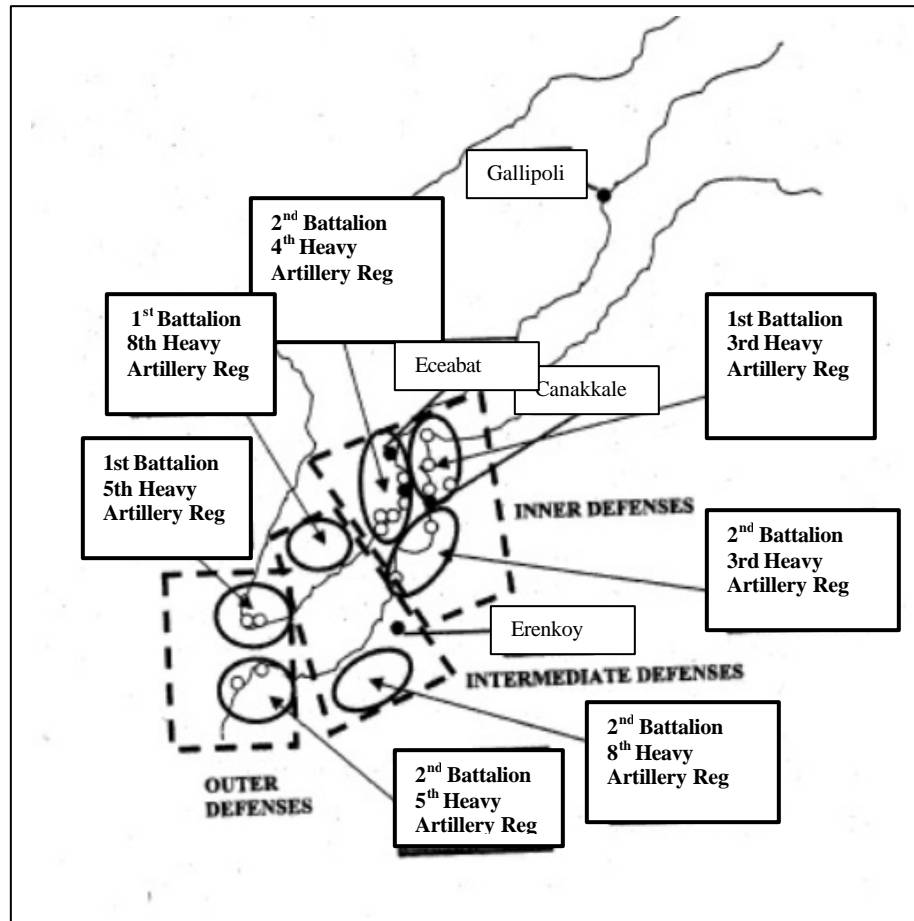 Gallipoli
2nd Battalion
4th Heavy
Artillery Reg
1st Battalion
8th Heavy
Artillery Reg
1st Battalion
3rd Heavy
Artillery Reg
Eceabat
Canakkale
1st Battalion
5th Heavy
Artillery Reg
INNER DEFENSES
2nd Battalion
3rd Heavy
Artillery Reg
Erenkoy
INTERMEDIATE DEFENSES
2nd Battalion
8th Heavy
Artillery Reg
OUTER
DEFENSES
2nd Battalion
5th Heavy
Artillery Reg